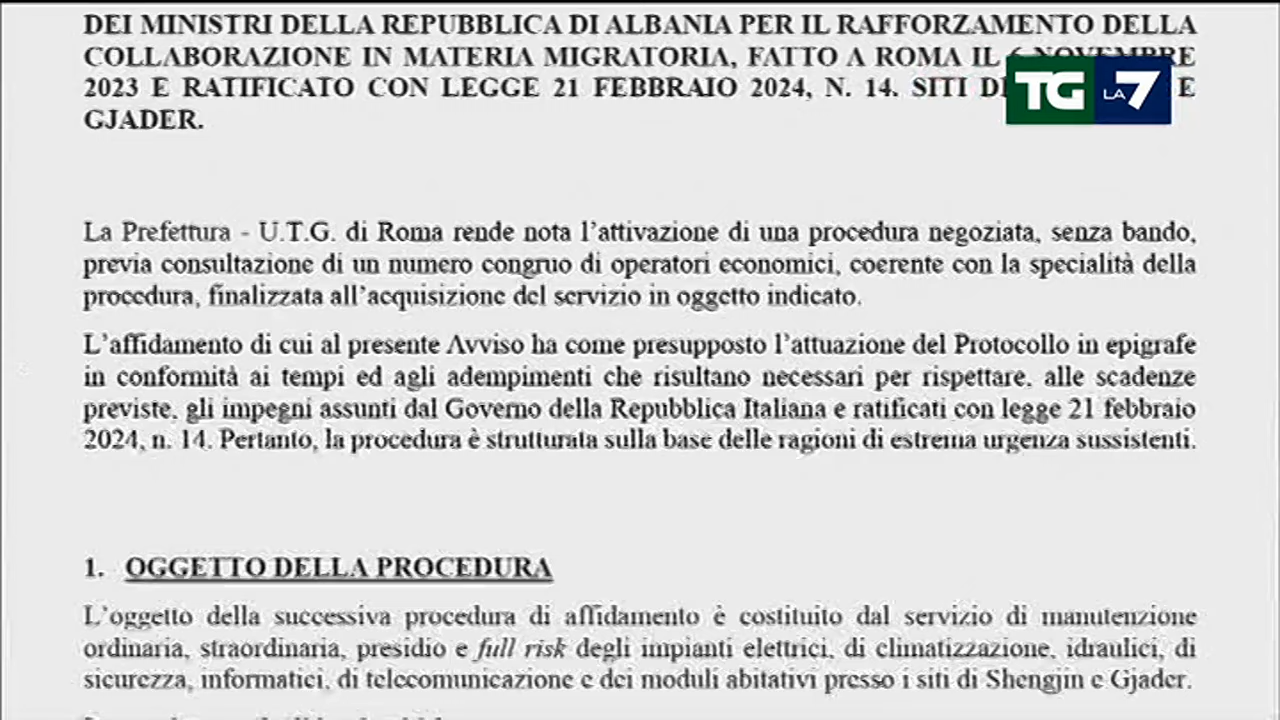 DEI MINISTRI DELLA REPUBBLICA DI ALBANIA PER IL RAFFORZAMENTO DELLA
COLLABORAZIONE IN MATERIA MIGRATORIA, FATTO A ROMA IL 6 NOVEMBRE
2023 E RATIFICATO CON LEGGE 21 FEBBRAIO 2024, N. 14. SITI E
GJADER.
TG LA7
La Prefettura - U.T.G. di Roma rende nota l'attivazione di una procedura negoziata, senza bando,
previa consultazione di un numero congruo di operatori economici, coerente con la specialità della
procedura, finalizzata all'acquisizione del servizio in oggetto indicato.
L'affidamento di cui al presente Avviso ha come presupposto l'attuazione del Protocollo in epigrafe
in conformità ai tempi ed agli adempimenti che risultano necessari per rispettare, alle scadenze
previste, gli impegni assunti dal Governo della Repubblica Italiana e ratificati con legge 21 febbraio
2024, n. 14. Pertanto, la procedura è strutturata sulla base delle ragioni di estrema urgenza sussistenti.
1. OGGETTO DELLA PROCEDURA
L'oggetto della successiva procedura di affidamento è costituito dal servizio di manutenzione
ordinaria, straordinaria, presidio e full risk degli impianti elettrici, di climatizzazione, idraulici, di
sicurezza, informatici, di telecomunicazione e dei moduli abitativi presso i siti di Shengjin e Gjader.